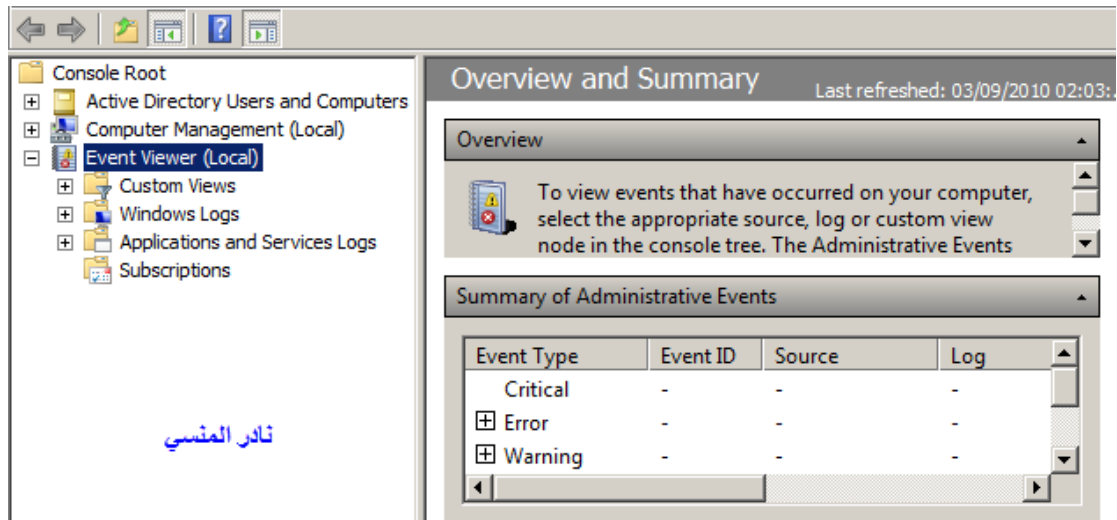 Console Root
Active Directory Users and Computers
Computer Management (Local)
Event Viewer (Local)
Custom Views
Windows Logs
Applications and Services Logs
Subscriptions
نادر المنسي
Overview and Summary
Last refreshed: 03/09/2010 02:03:.
Overview
To view events that have occurred on your computer,
select the appropriate source, log or custom view
node in the console tree. The Administrative Events
Summary of Administrative Events
Event Type Event ID Source Log
Critical - - -
Error - - -
Warning - - -